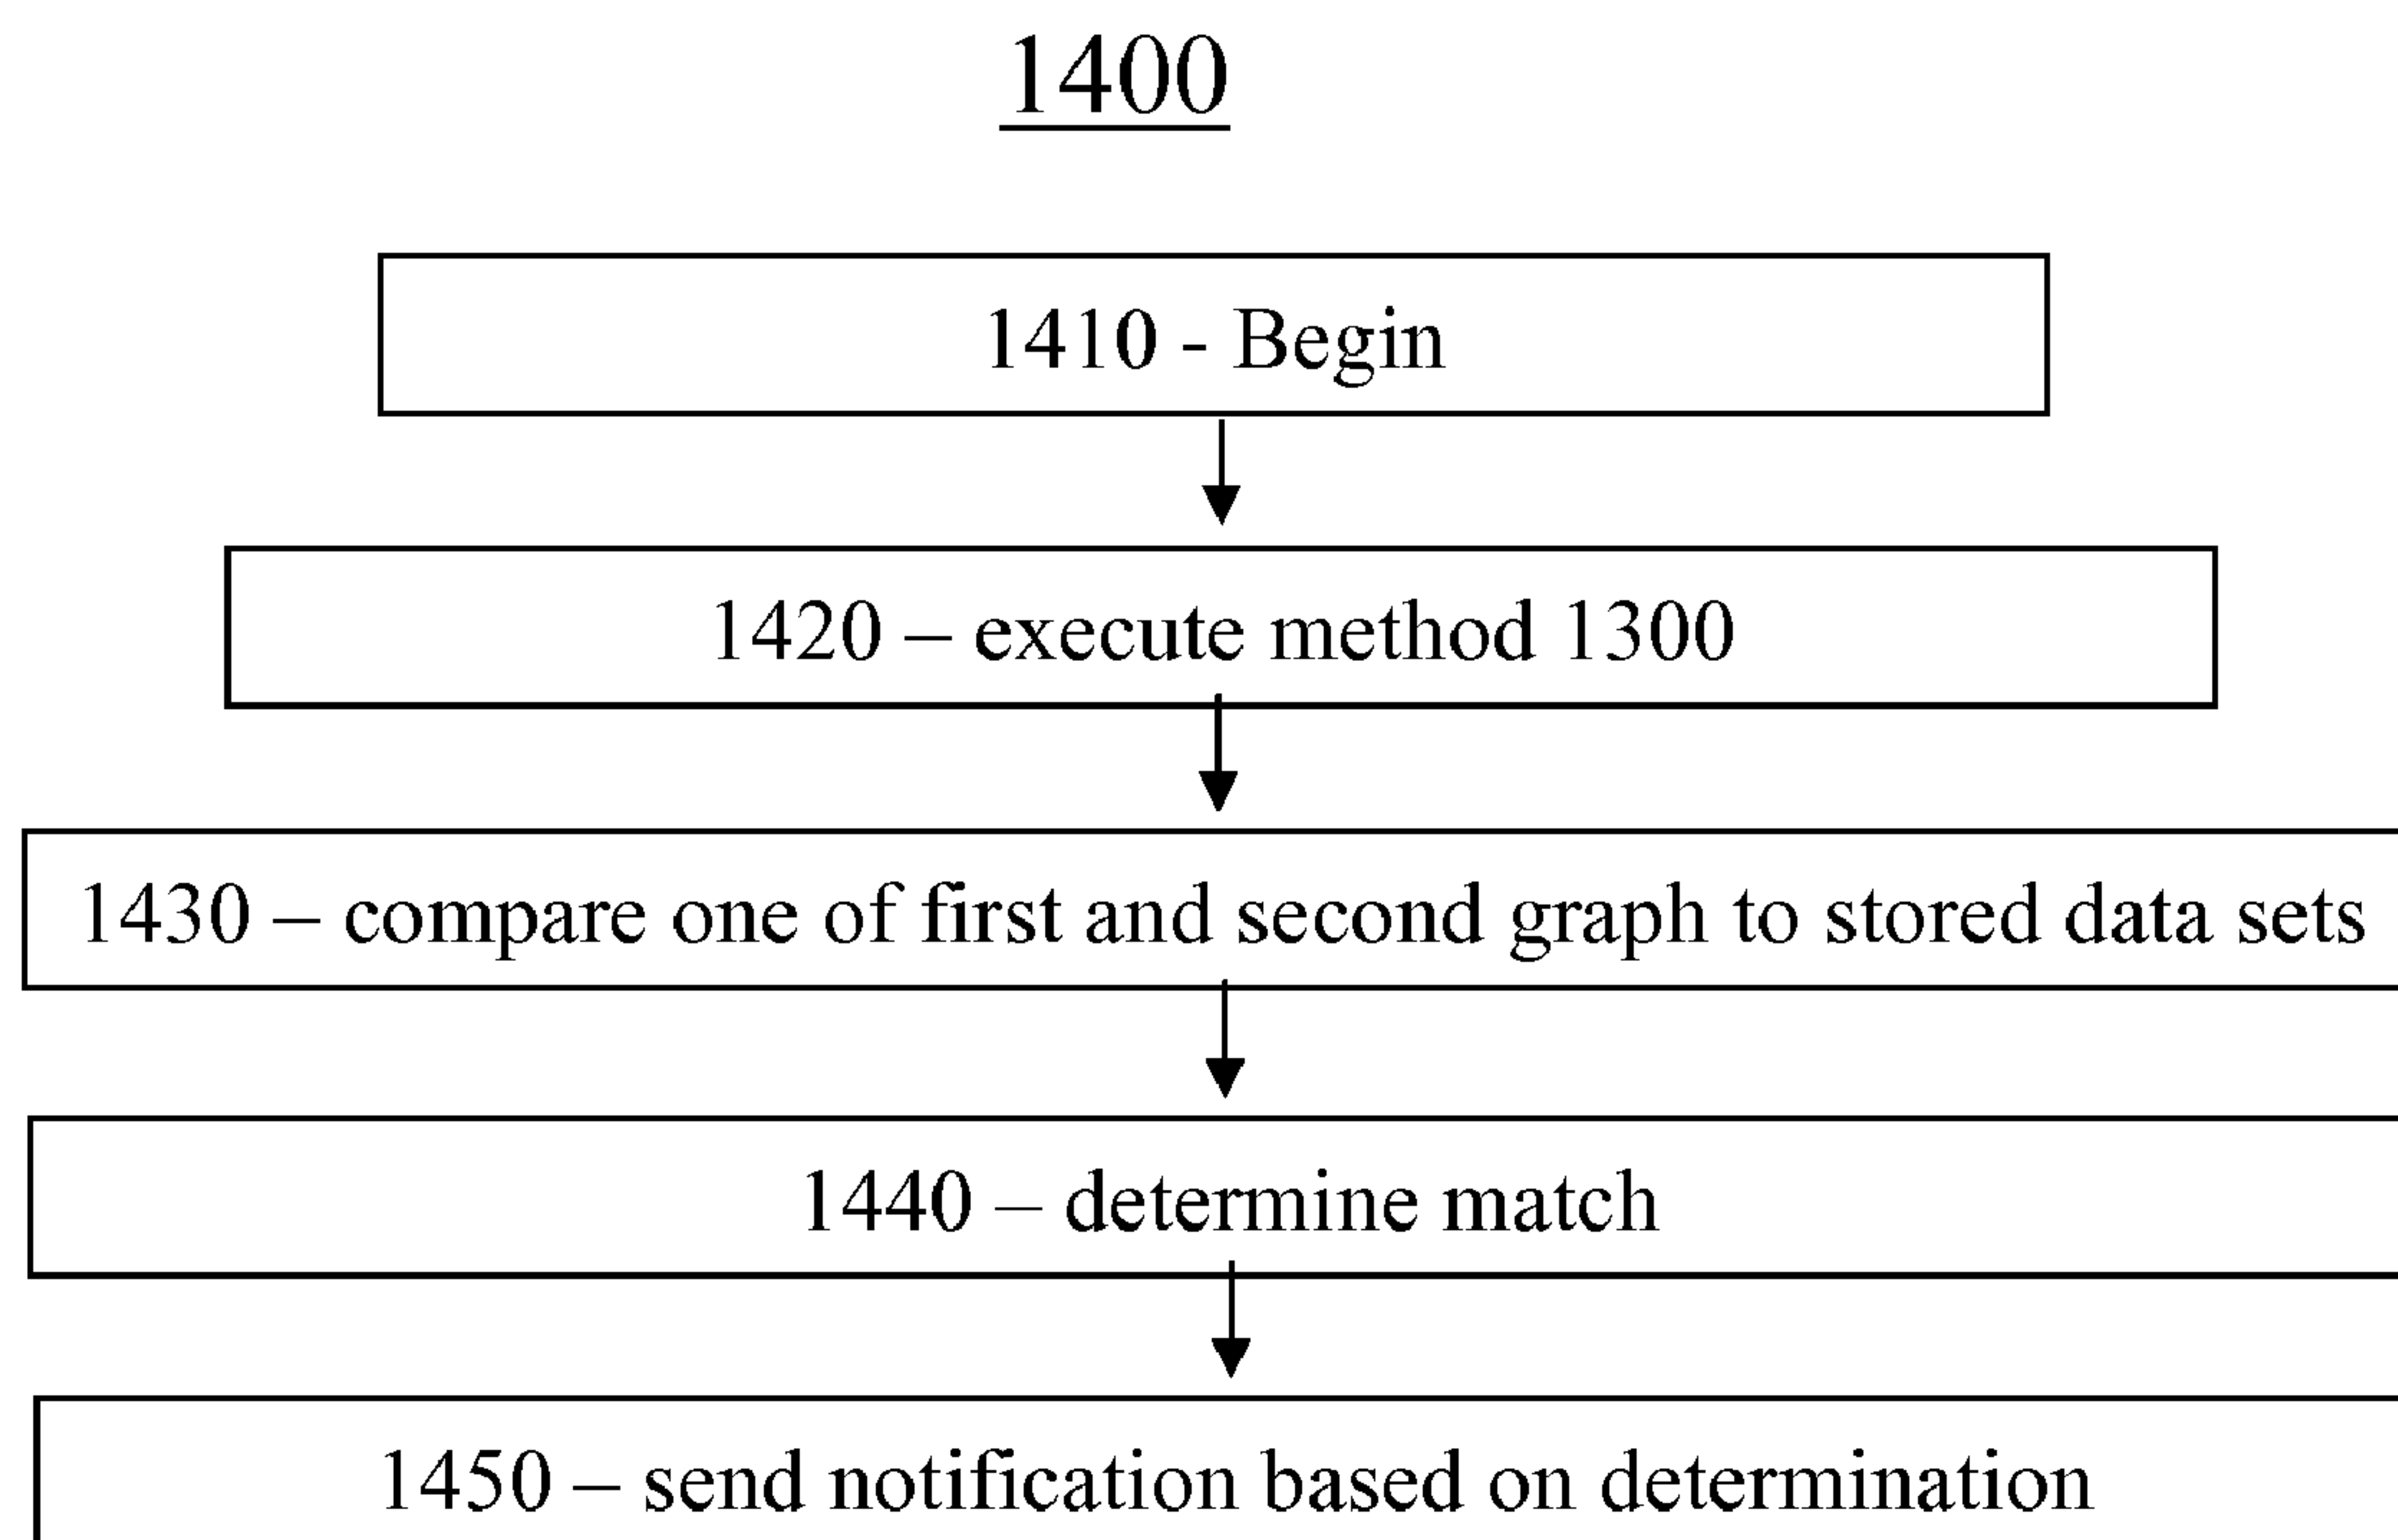 1400
1410 - Begin
1420 – execute method 1300
1430 – compare one of first and second graph to stored data sets
1440 – determine match
1450 – send notification based on determination